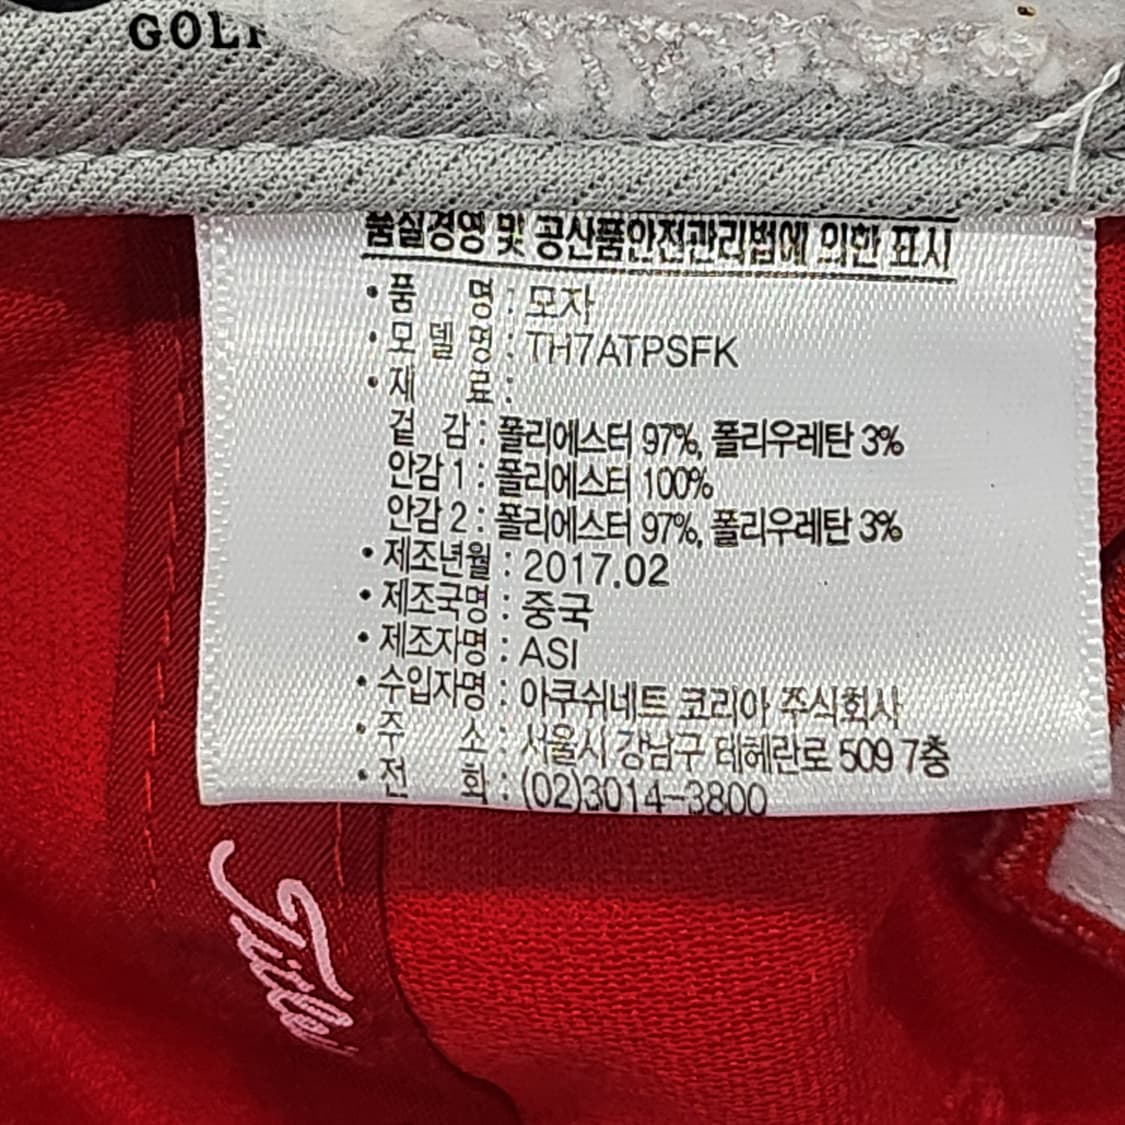 GOLF
품질경영 및 공산품안전관리법에 의한 표시
•품 명 : 모자
•모 델 명 : TH7ATPSFK
•재 료 :
겉 감 : 폴리에스터 97%, 폴리우레탄 3%
안감 1 : 폴리에스터 100%
안감 2 : 폴리에스터 97%, 폴리우레탄 3%
•제조년월 : 2017.02
•제조국명 : 중국
•제조자명 : ASI
•수입자명 : 아쿠쉬네트 코리아 주식회사
•주 소 : 서울시 강남구 테헤란로 509 7층
•전 화 : (02)3014-3800